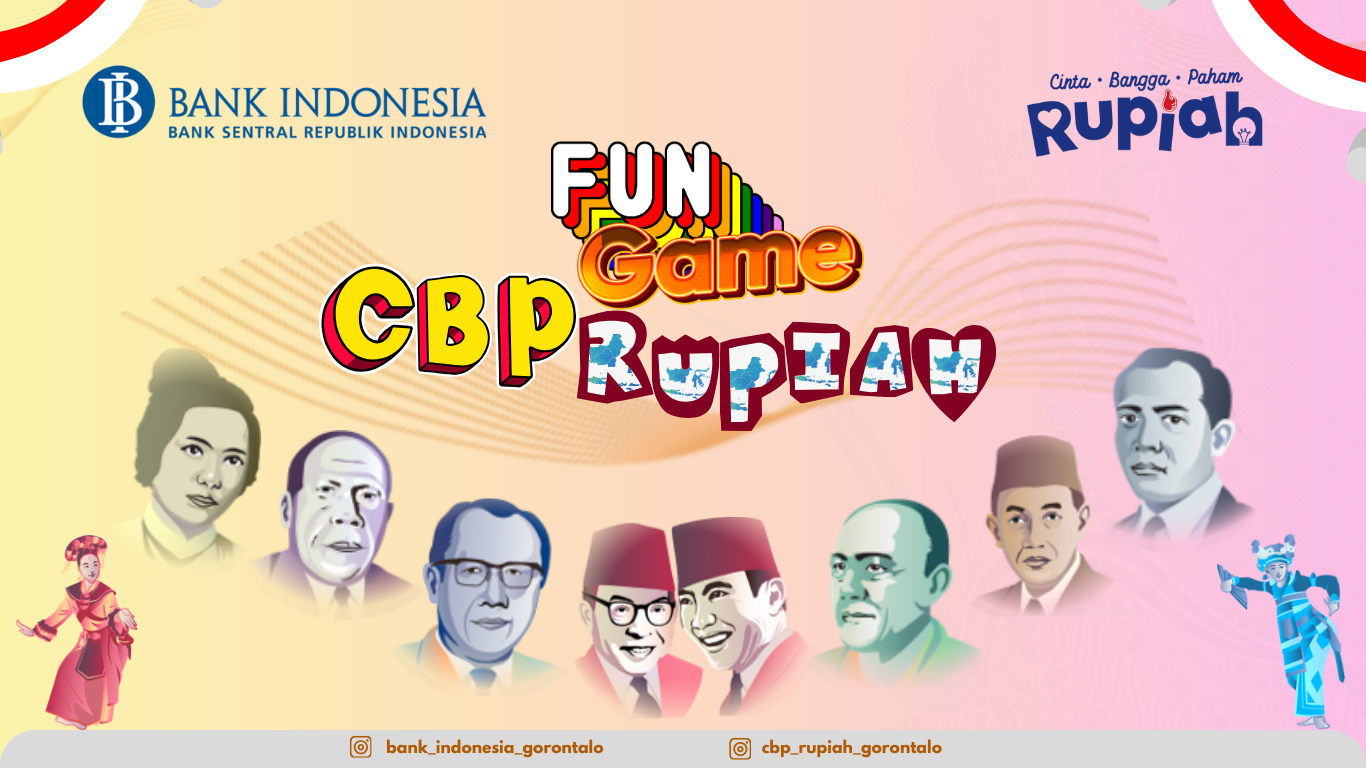 BANK INDONESIA
BANK SENTRAL REPUBLIK INDONESIA
Cinta • Bangga • Paham
Rupiah
FUN
Game
CBP
RUPIAH
bank_indonesia_gorontalo
cbp_rupiah_gorontalo